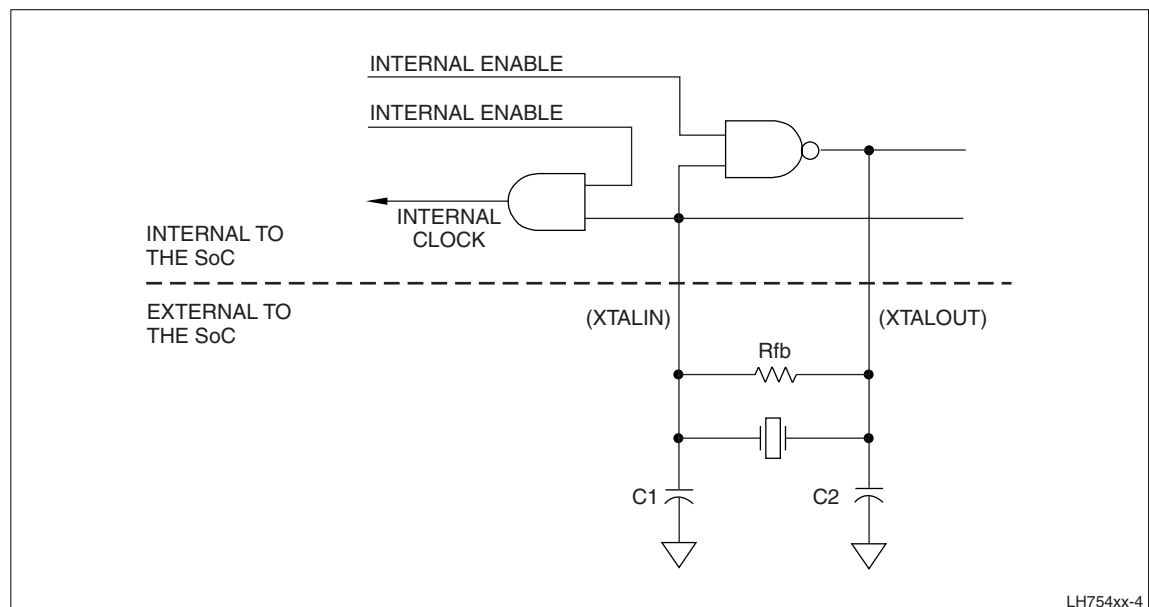 INTERNAL ENABLE
INTERNAL ENABLE
INTERNAL
CLOCK
INTERNAL TO
THE SoC
EXTERNAL TO
THE SoC
(XTALIN)
(XTALOUT)
Rfb
C1
C2
LH754xx-4